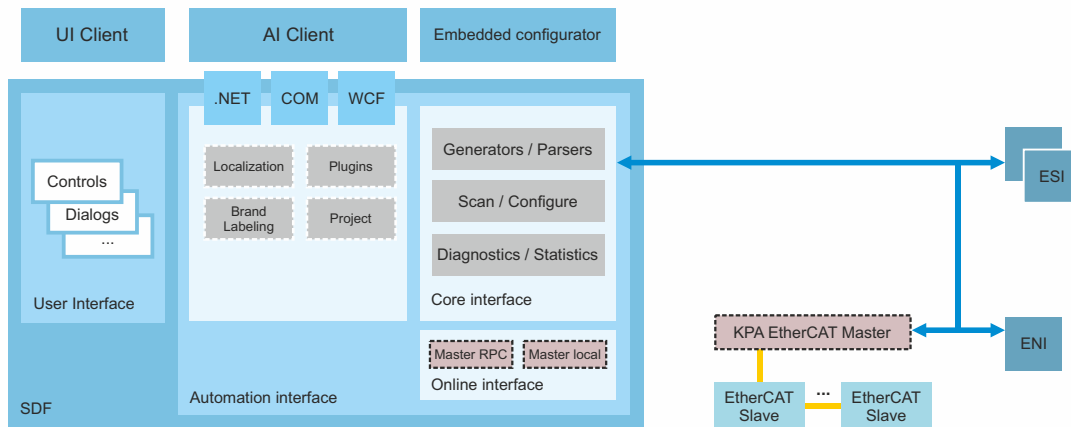 UI Client
AI Client
Embedded configurator
.NET
COM
WCF
Controls
Dialogs
...
User Interface
Localization
Plugins
Brand
Labeling
Project
Generators / Parsers
Scan / Configure
Diagnostics / Statistics
Core interface
Master RPC
Master local
Online interface
Automation interface
SDF
ESI
KPA EtherCAT Master
ENI
EtherCAT
Slave
...
EtherCAT
Slave